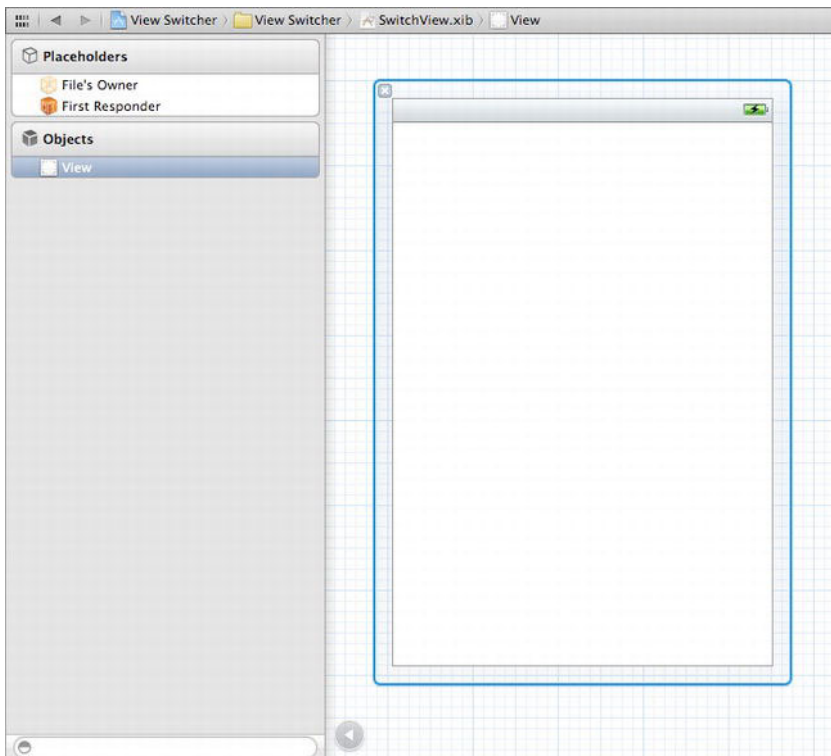 View Switcher View Switcher SwitchView.xib View
Placeholders
File's Owner
First Responder
Objects
View